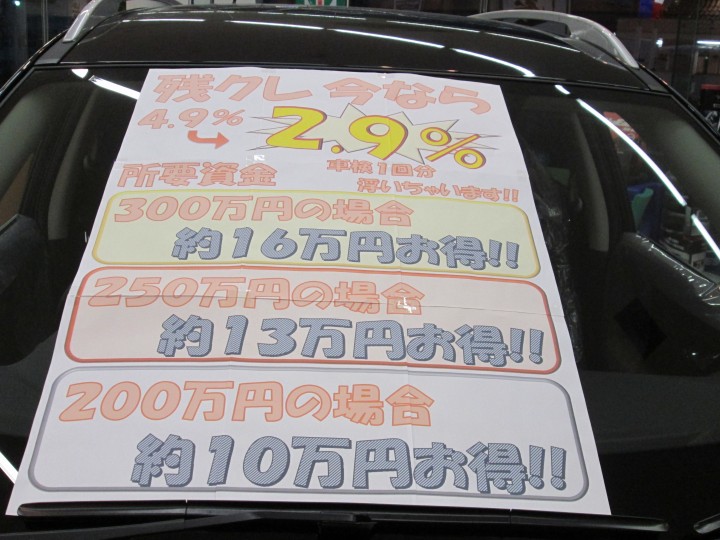 残クレ 今なら
4.9% → 2.9%
車検1回分
浮いちゃいます!!
所要資金
300万円の場合
約16万円お得!!
250万円の場合
約13万円お得!!
200万円の場合
約10万円お得!!